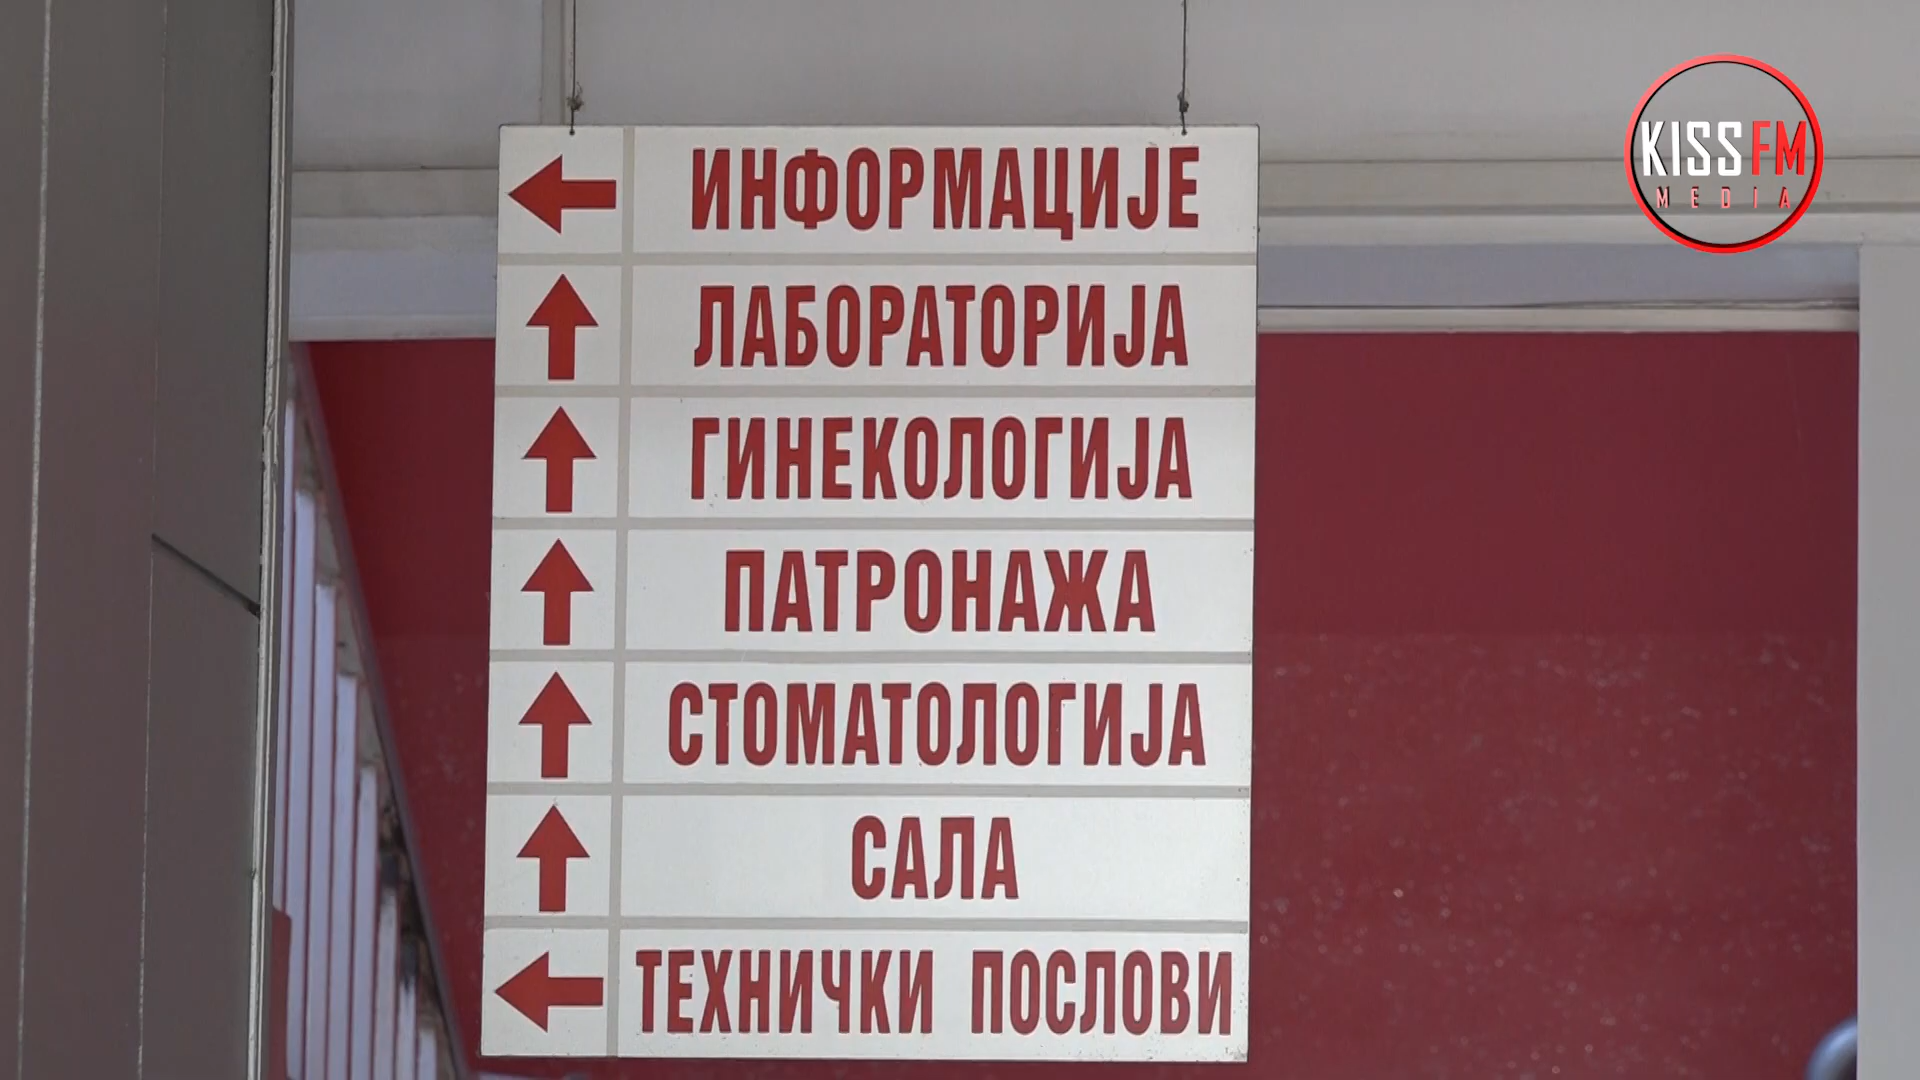 KISS FM
MEDIA
ИНФОРМАЦИЈЕ
ЛАБОРАТОРИЈА
ГИНЕКОЛОГИЈА
ПАТРОНАЖА
СТОМАТОЛОГИЈА
САЛА
ТЕХНИЧКИ ПОСЛОВИ